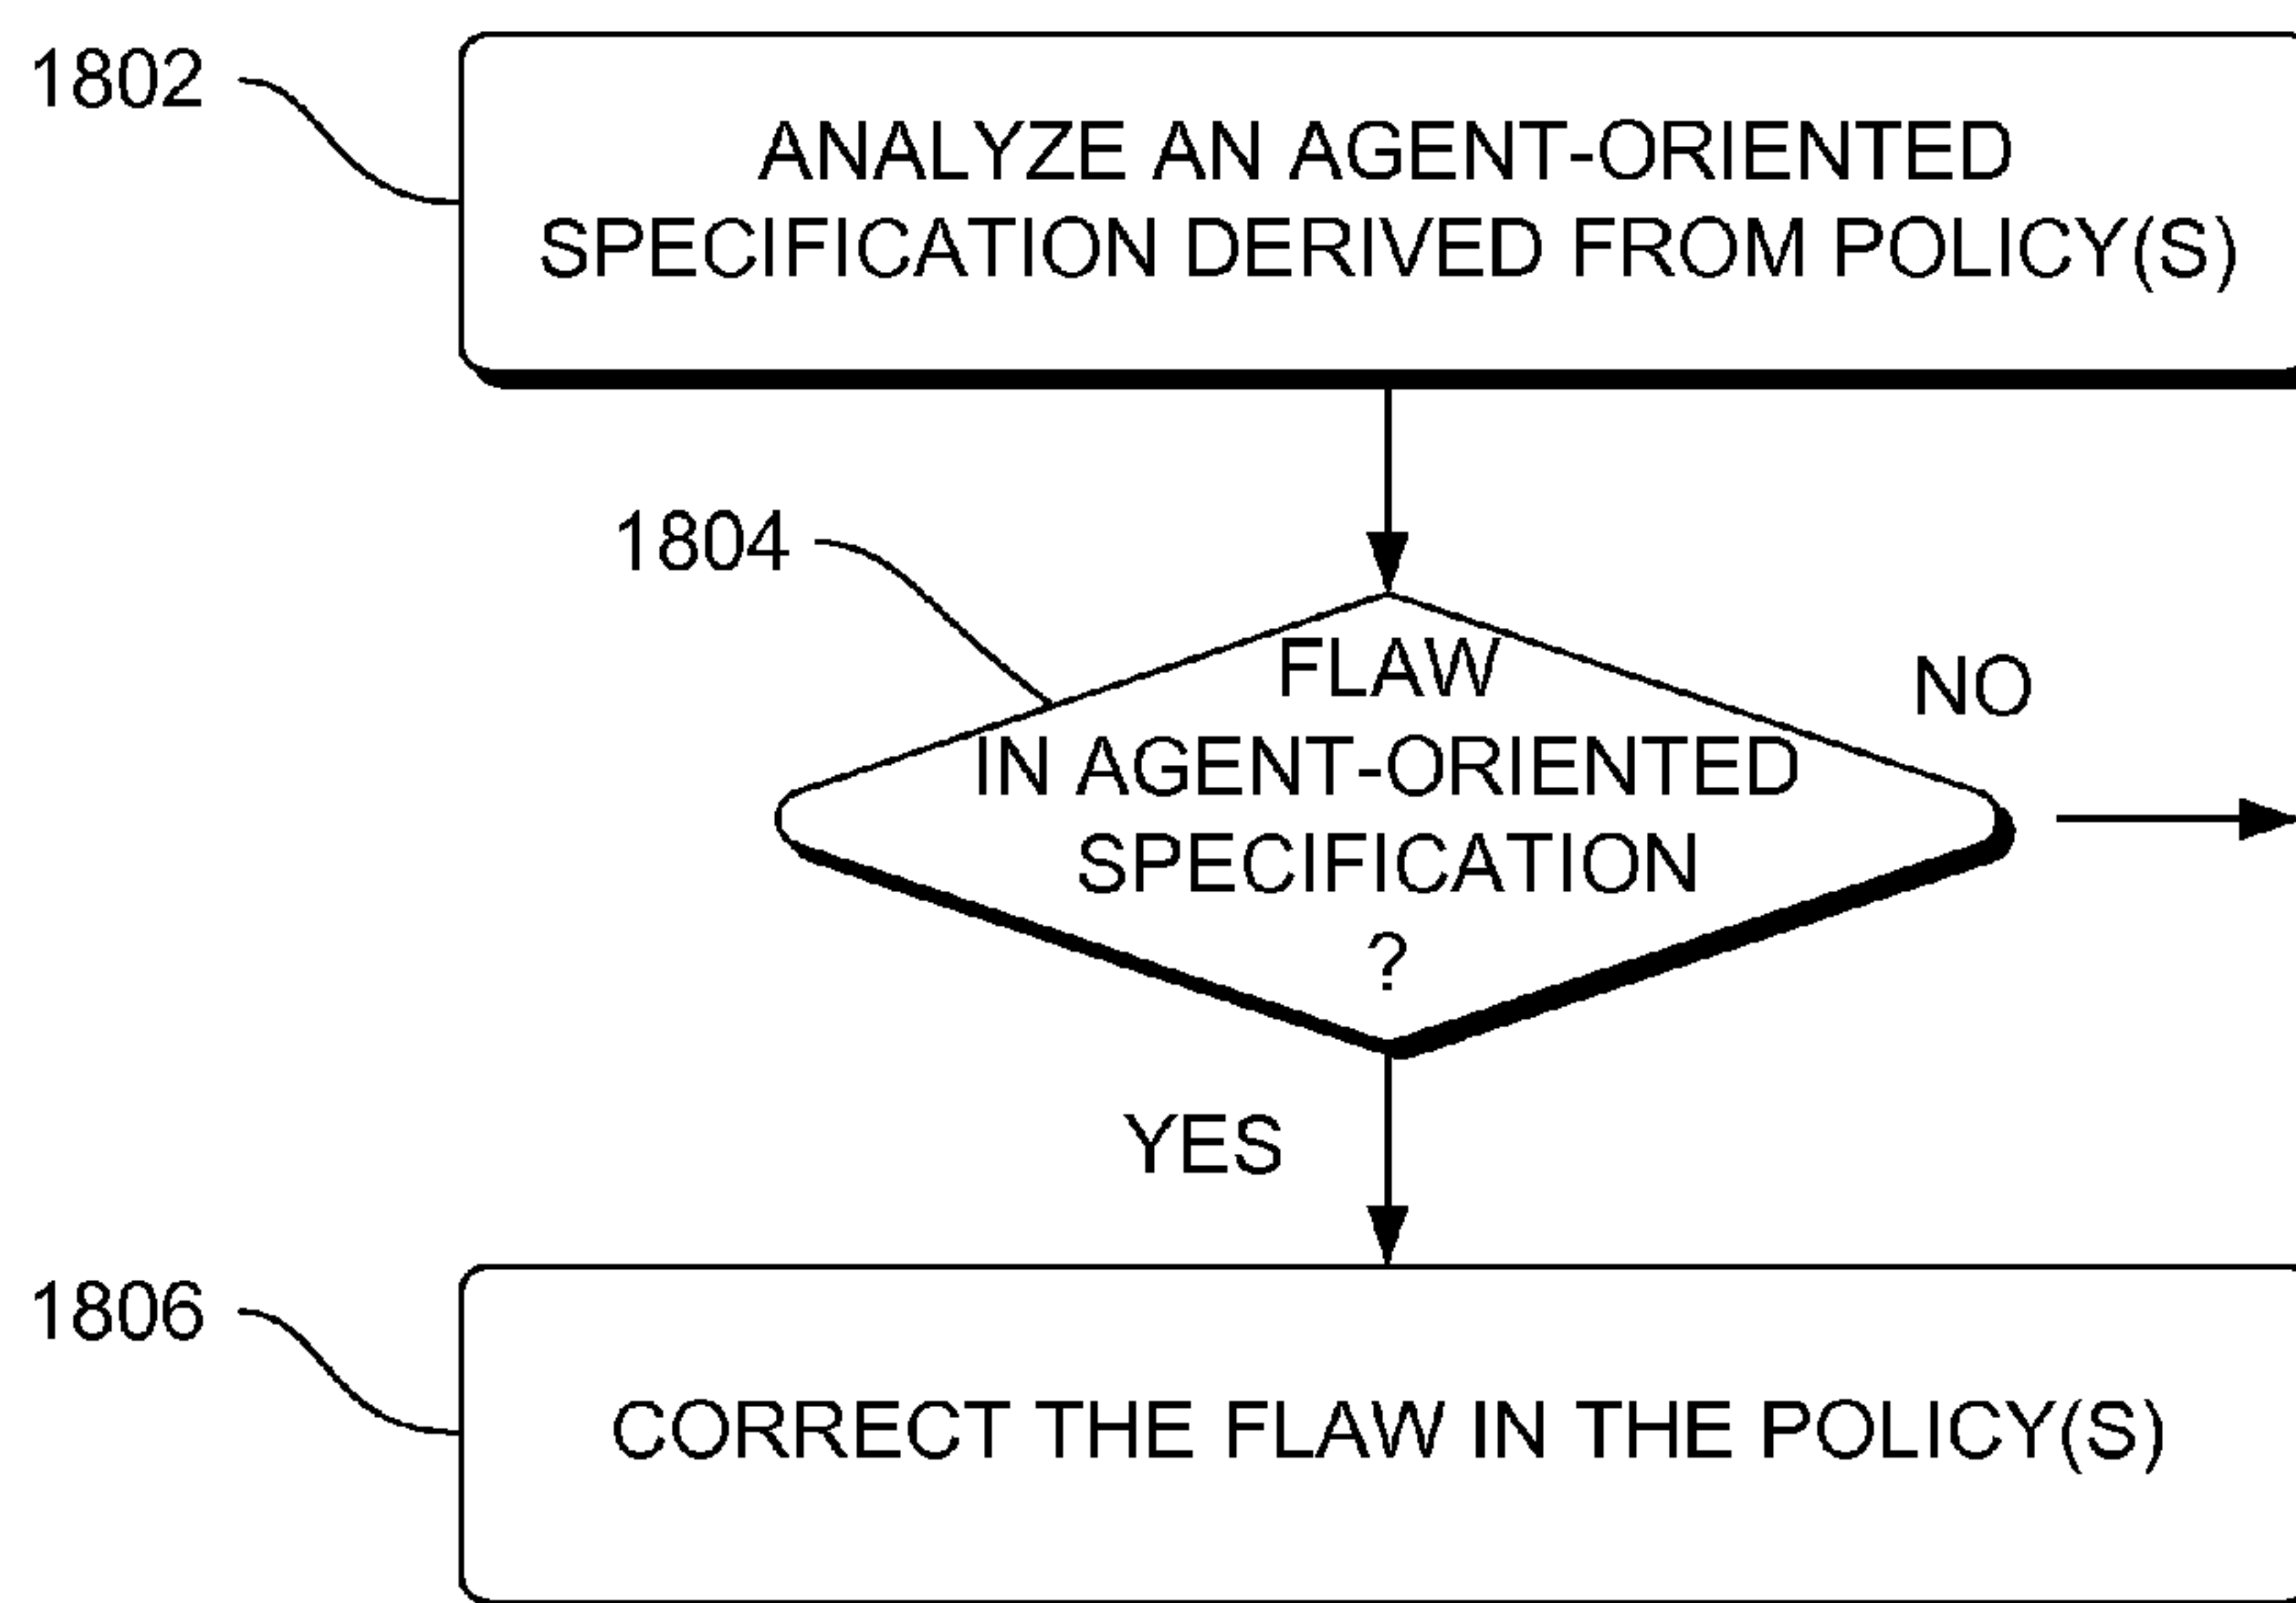 1802
ANALYZE AN AGENT-ORIENTED
SPECIFICATION DERIVED FROM POLICY(S)
1804
FLAW
IN AGENT-ORIENTED
SPECIFICATION
?
NO
YES
1806
CORRECT THE FLAW IN THE POLICY(S)